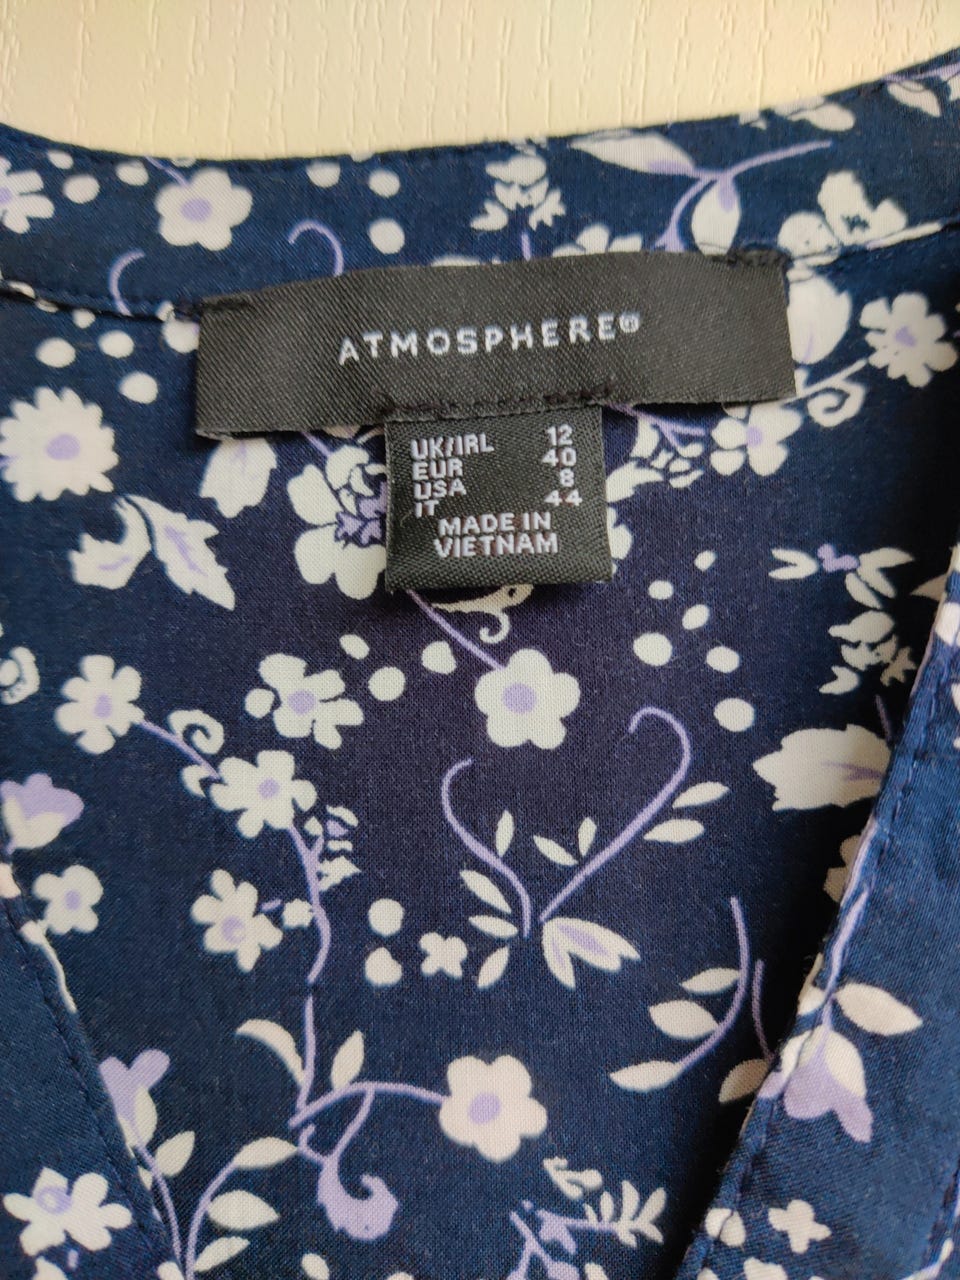 ATMOSPHERE®
UK/IRL 12
EUR 40
USA 8
IT 44
MADE IN
VIETNAM